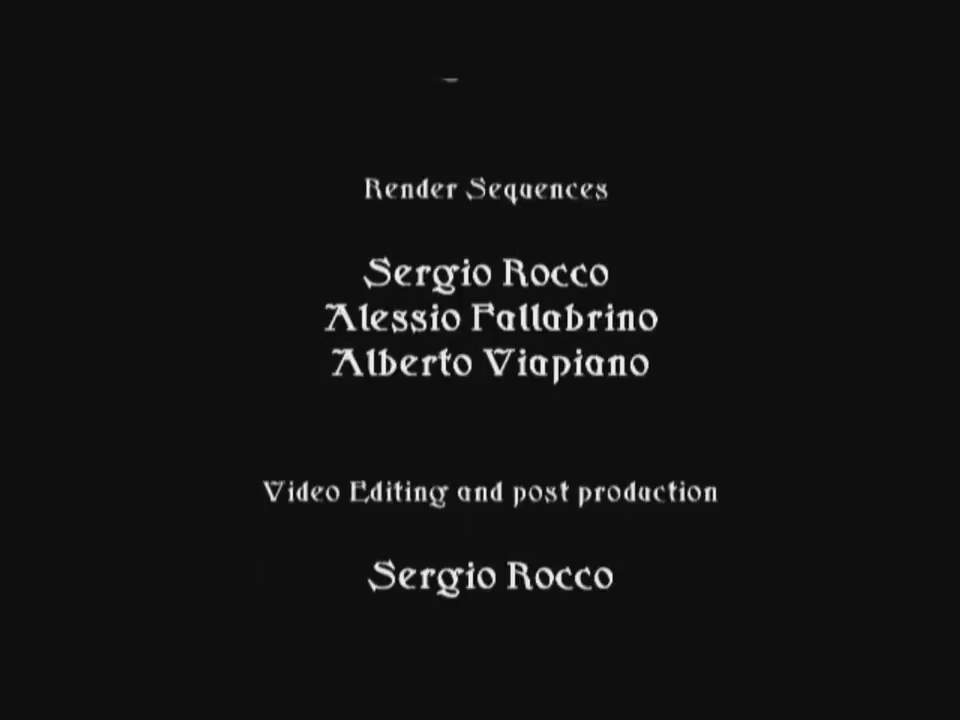 Render Sequences
Sergio Rocco
Alessio Fallabrino
Alberto Viapiano
Video Editing and post production
Sergio Rocco